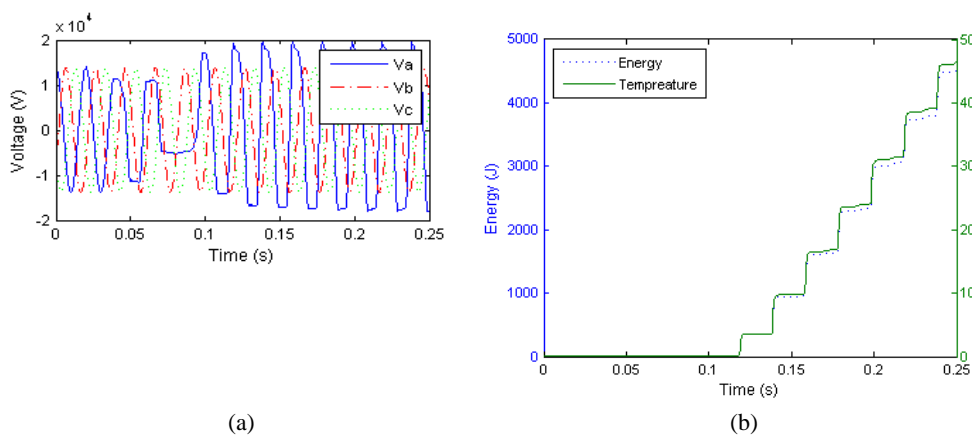 x 10⁴
2
1
0
-1
-2
Voltage (V)
0
0.05
0.1
0.15
0.2
0.25
Time (s)
Va
Vb
Vc
(a)
5000
4000
3000
2000
1000
0
Energy (J)
50
40
30
20
10
0
0
0.05
0.1
0.15
0.2
0.25
Time (s)
Energy
Tempreature
(b)